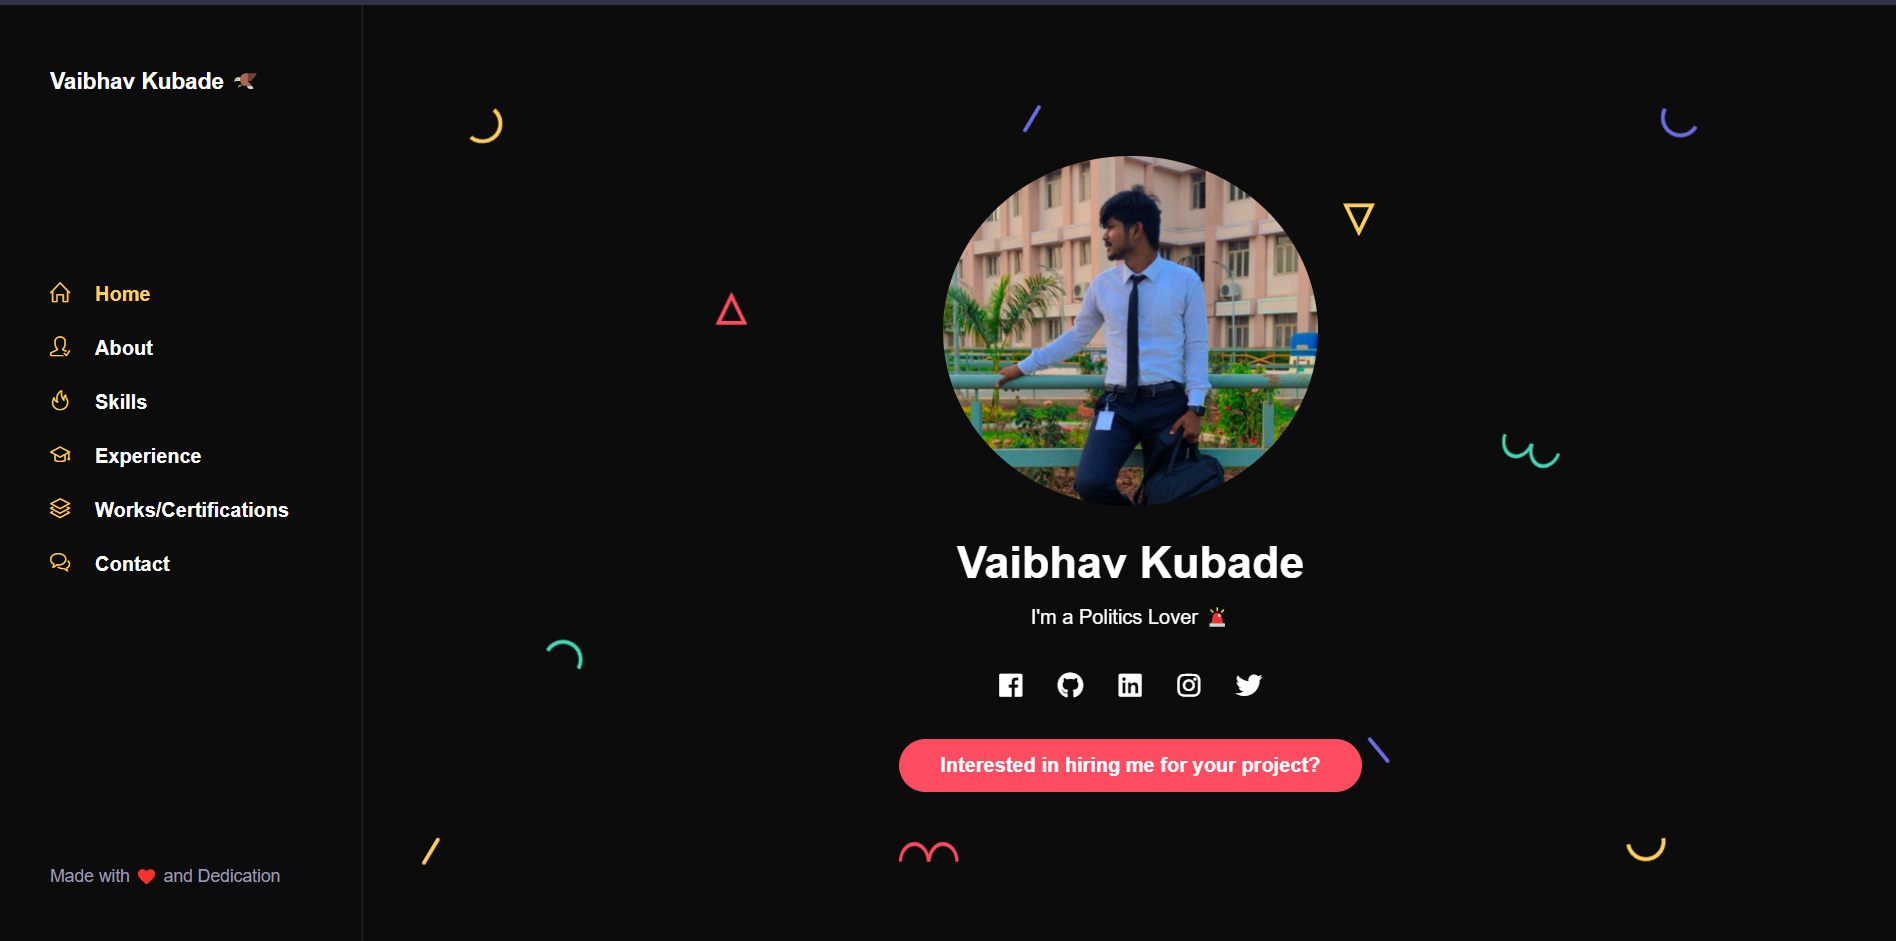 Vaibhav Kubade 🦅
Home
About
Skills
Experience
Works/Certifications
Contact
Made with ❤️ and Dedication
Vaibhav Kubade
I'm a Politics Lover 🚨
Interested in hiring me for your project?